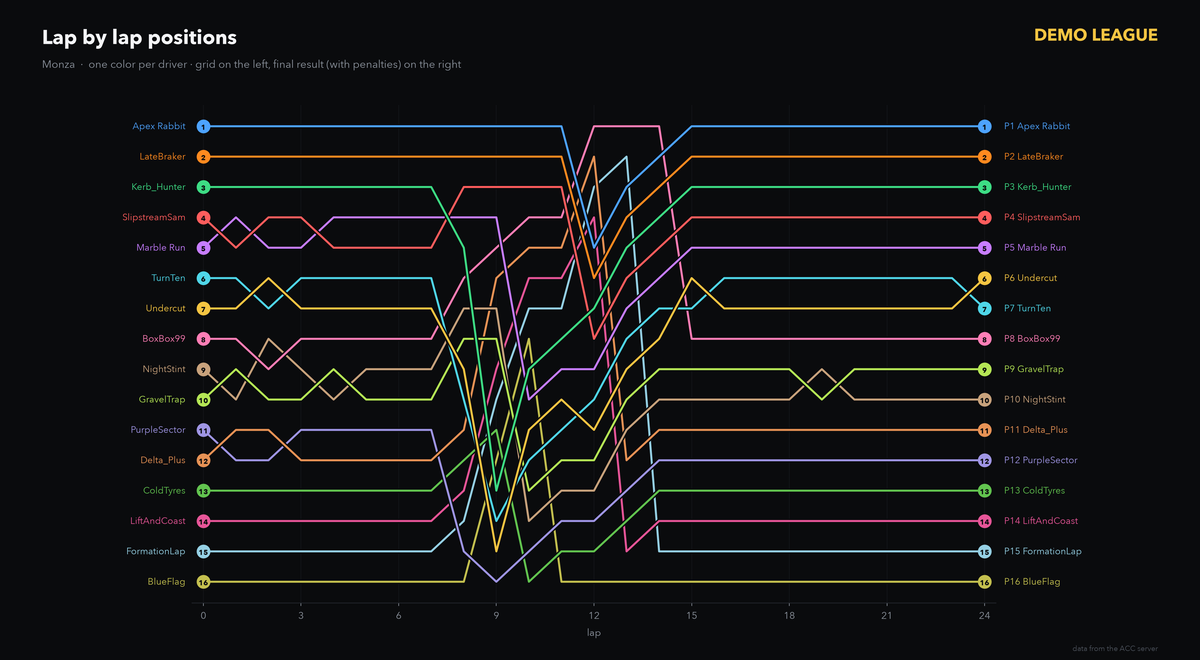 Lap by lap positions
DEMO LEAGUE
Monza · one color per driver · grid on the left, final result (with penalties) on the right
Apex Rabbit 1 1 P1 Apex Rabbit
LateBraker 2 2 P2 LateBraker
Kerb_Hunter 3 3 P3 Kerb_Hunter
SlipstreamSam 4 4 P4 SlipstreamSam
Marble Run 5 5 P5 Marble Run
TurnTen 6 6 P6 Undercut
Undercut 7 7 P7 TurnTen
BoxBox99 8 8 P8 BoxBox99
NightStint 9 9 P9 GravelTrap
GravelTrap 10 10 P10 NightStint
PurpleSector 11 11 P11 Delta_Plus
Delta_Plus 12 12 P12 PurpleSector
ColdTyres 13 13 P13 ColdTyres
LiftAndCoast 14 14 P14 LiftAndCoast
FormationLap 15 15 P15 FormationLap
BlueFlag 16 16 P16 BlueFlag
0 3 6 9 12 15 18 21 24
lap
data from the ACC server